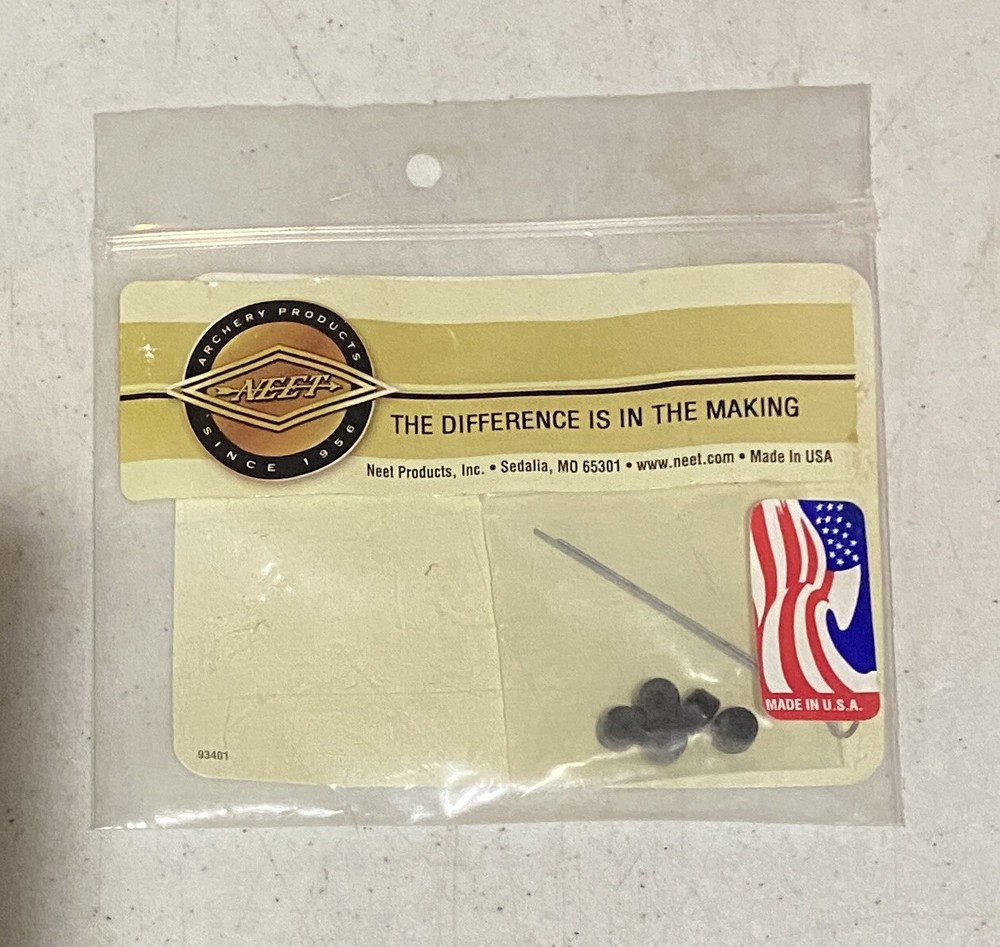 ARCHERY PRODUCTS
NEET
SINCE 1956
THE DIFFERENCE IS IN THE MAKING
Neet Products, Inc. • Sedalia, MO 65301 • www.neet.com • Made In USA
MADE IN U.S.A.
93401